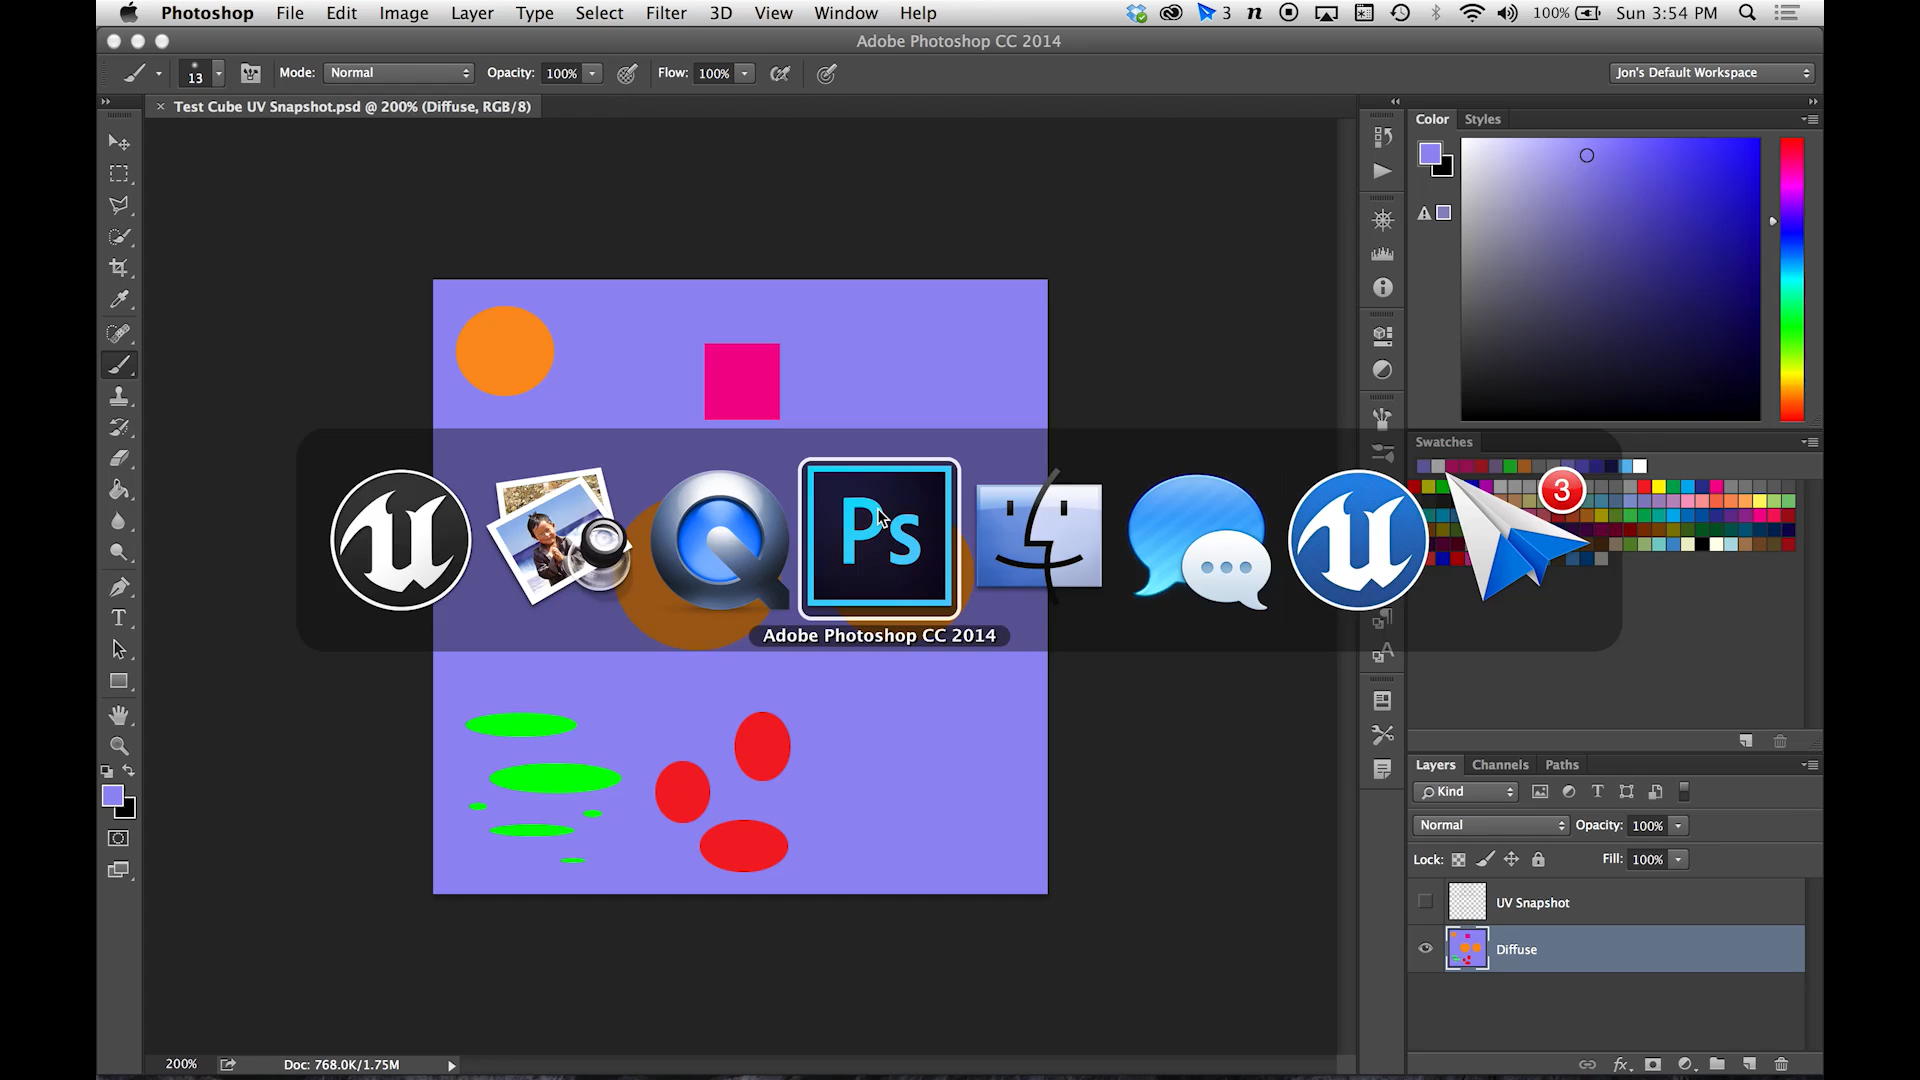 Photoshop File Edit Image Layer Type Select Filter 3D View Window Help 3 n 100% Sun 3:54 PM
Adobe Photoshop CC 2014
13 Mode: Normal Opacity: 100% Flow: 100% Jon's Default Workspace
Test Cube UV Snapshot.psd @ 200% (Diffuse, RGB/8)
Color Styles
Swatches
3
Ps
Adobe Photoshop CC 2014
Layers Channels Paths
Kind
Normal Opacity: 100%
Lock: Fill: 100%
UV Snapshot
Diffuse
200% Doc: 768.0K/1.75M
fx